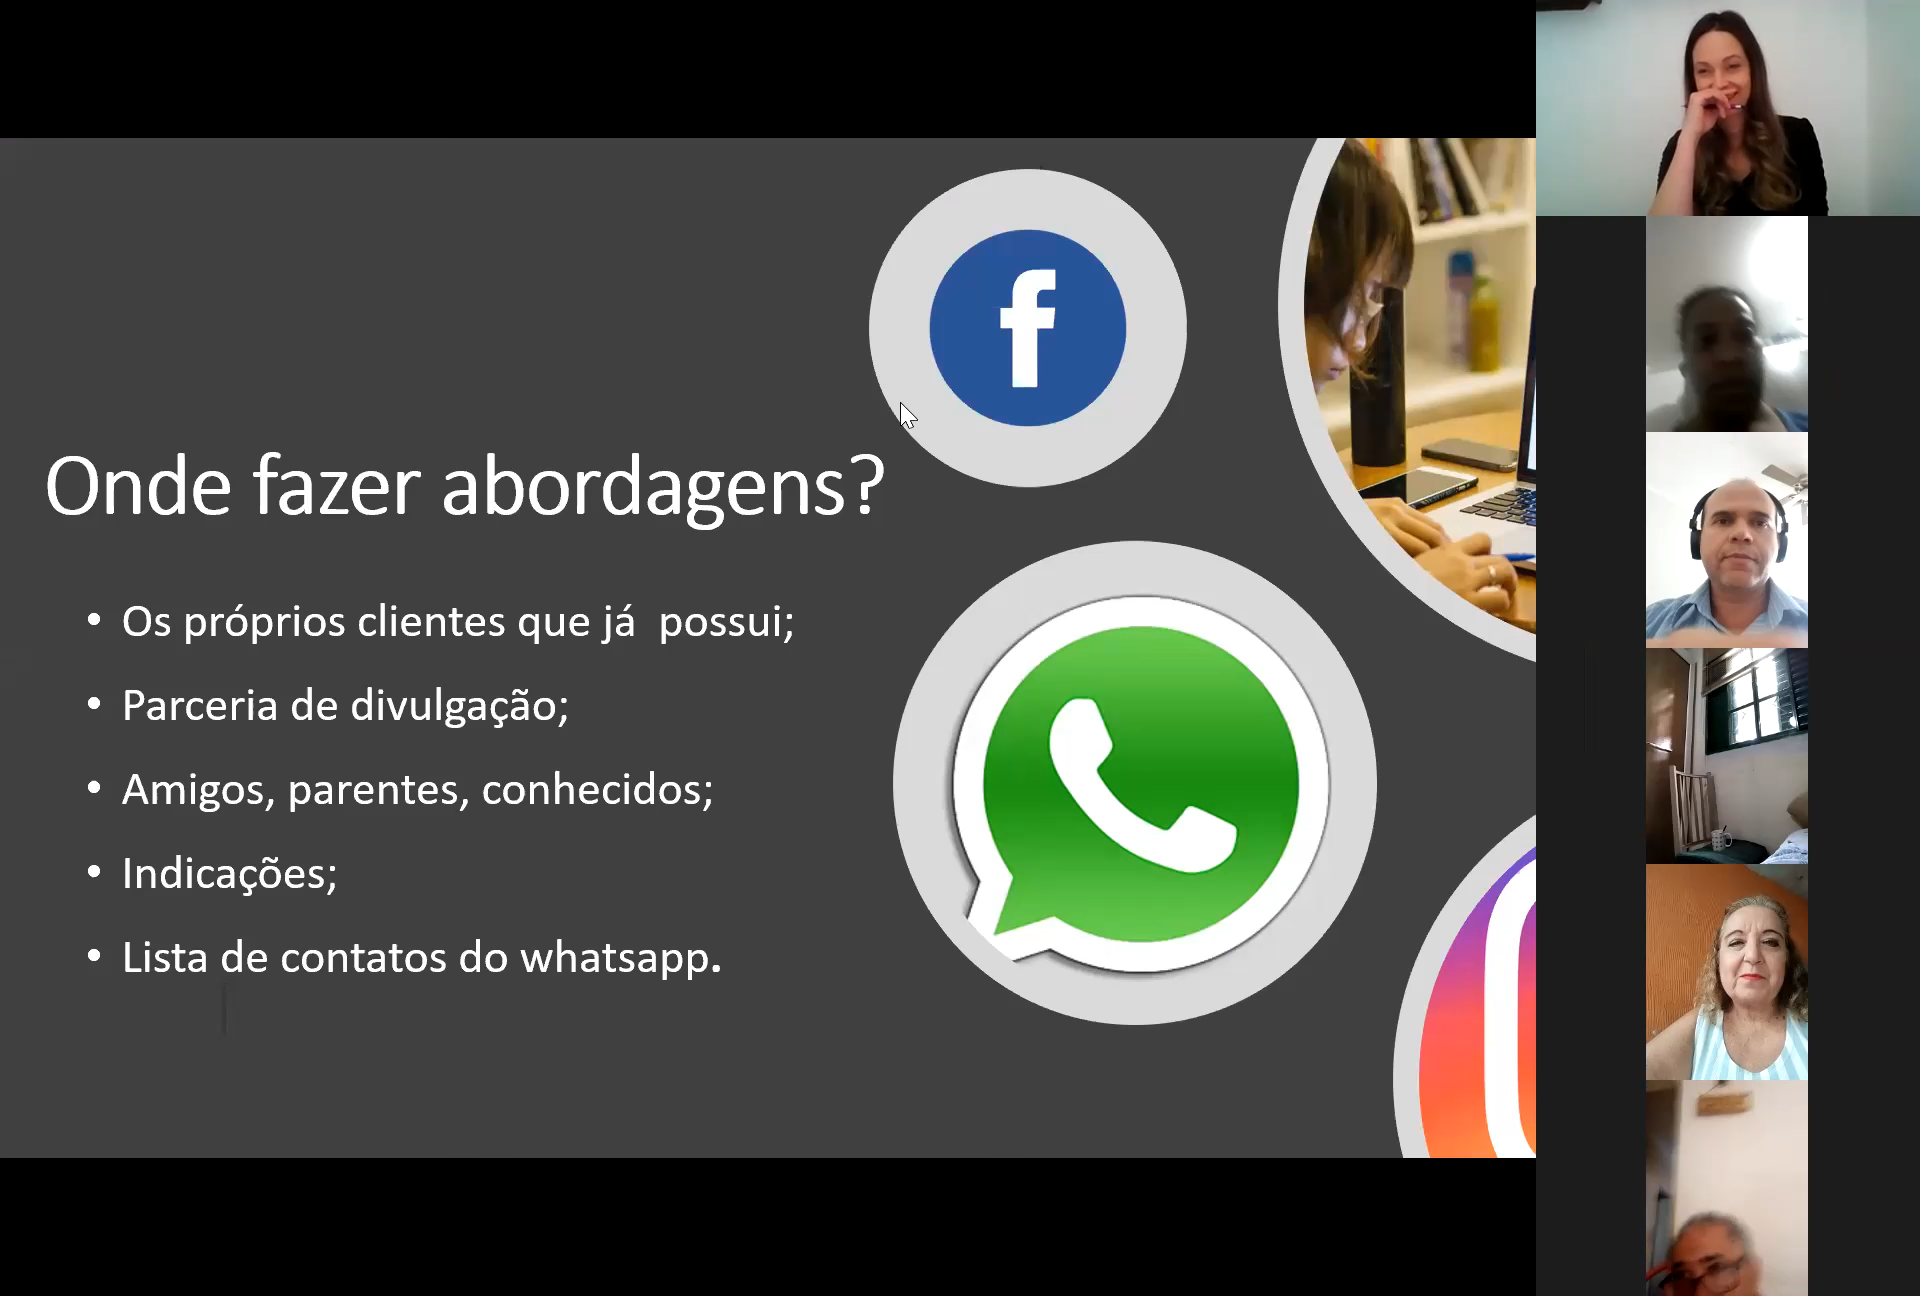 Onde fazer abordagens?
• Os próprios clientes que já  possui;
• Parceria de divulgação;
• Amigos, parentes, conhecidos;
• Indicações;
• Lista de contatos do whatsapp.